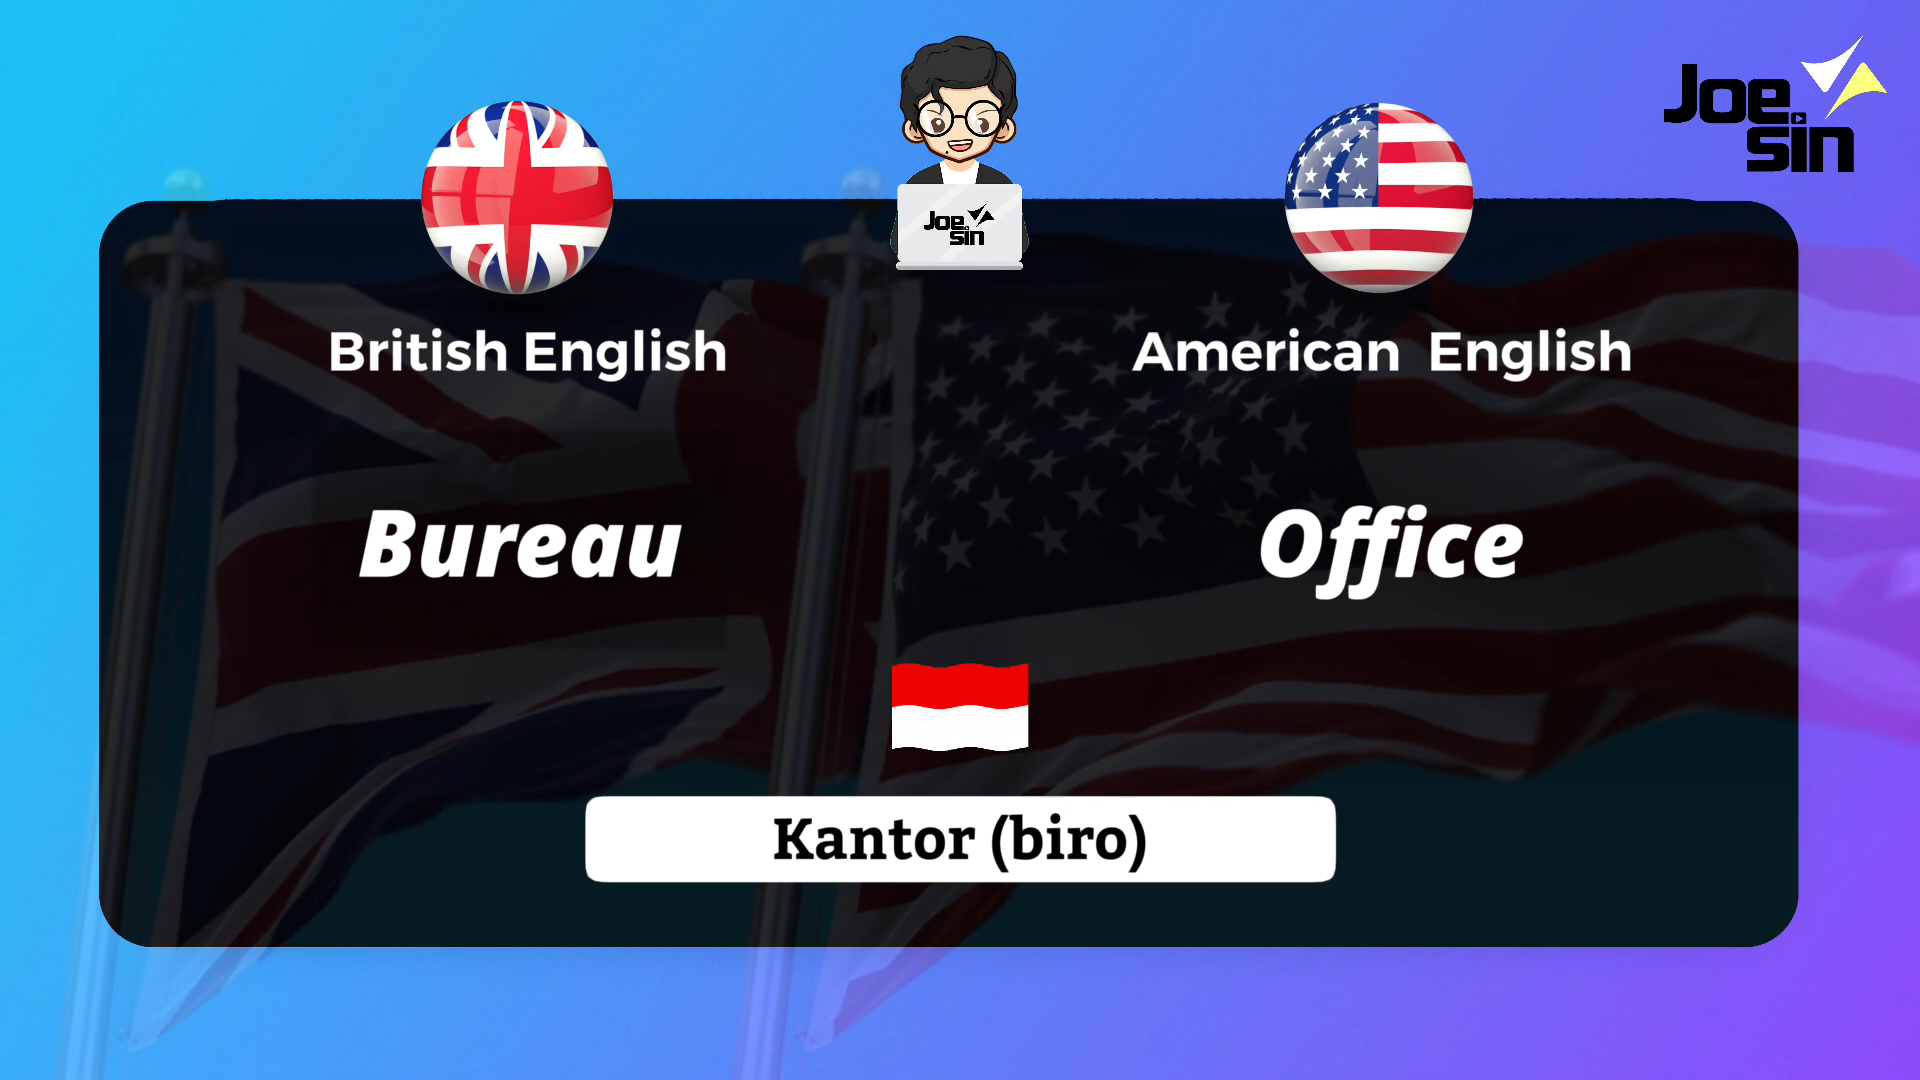 Joe
sin
Joe
sin
British English
American English
Bureau
Office
Kantor (biro)